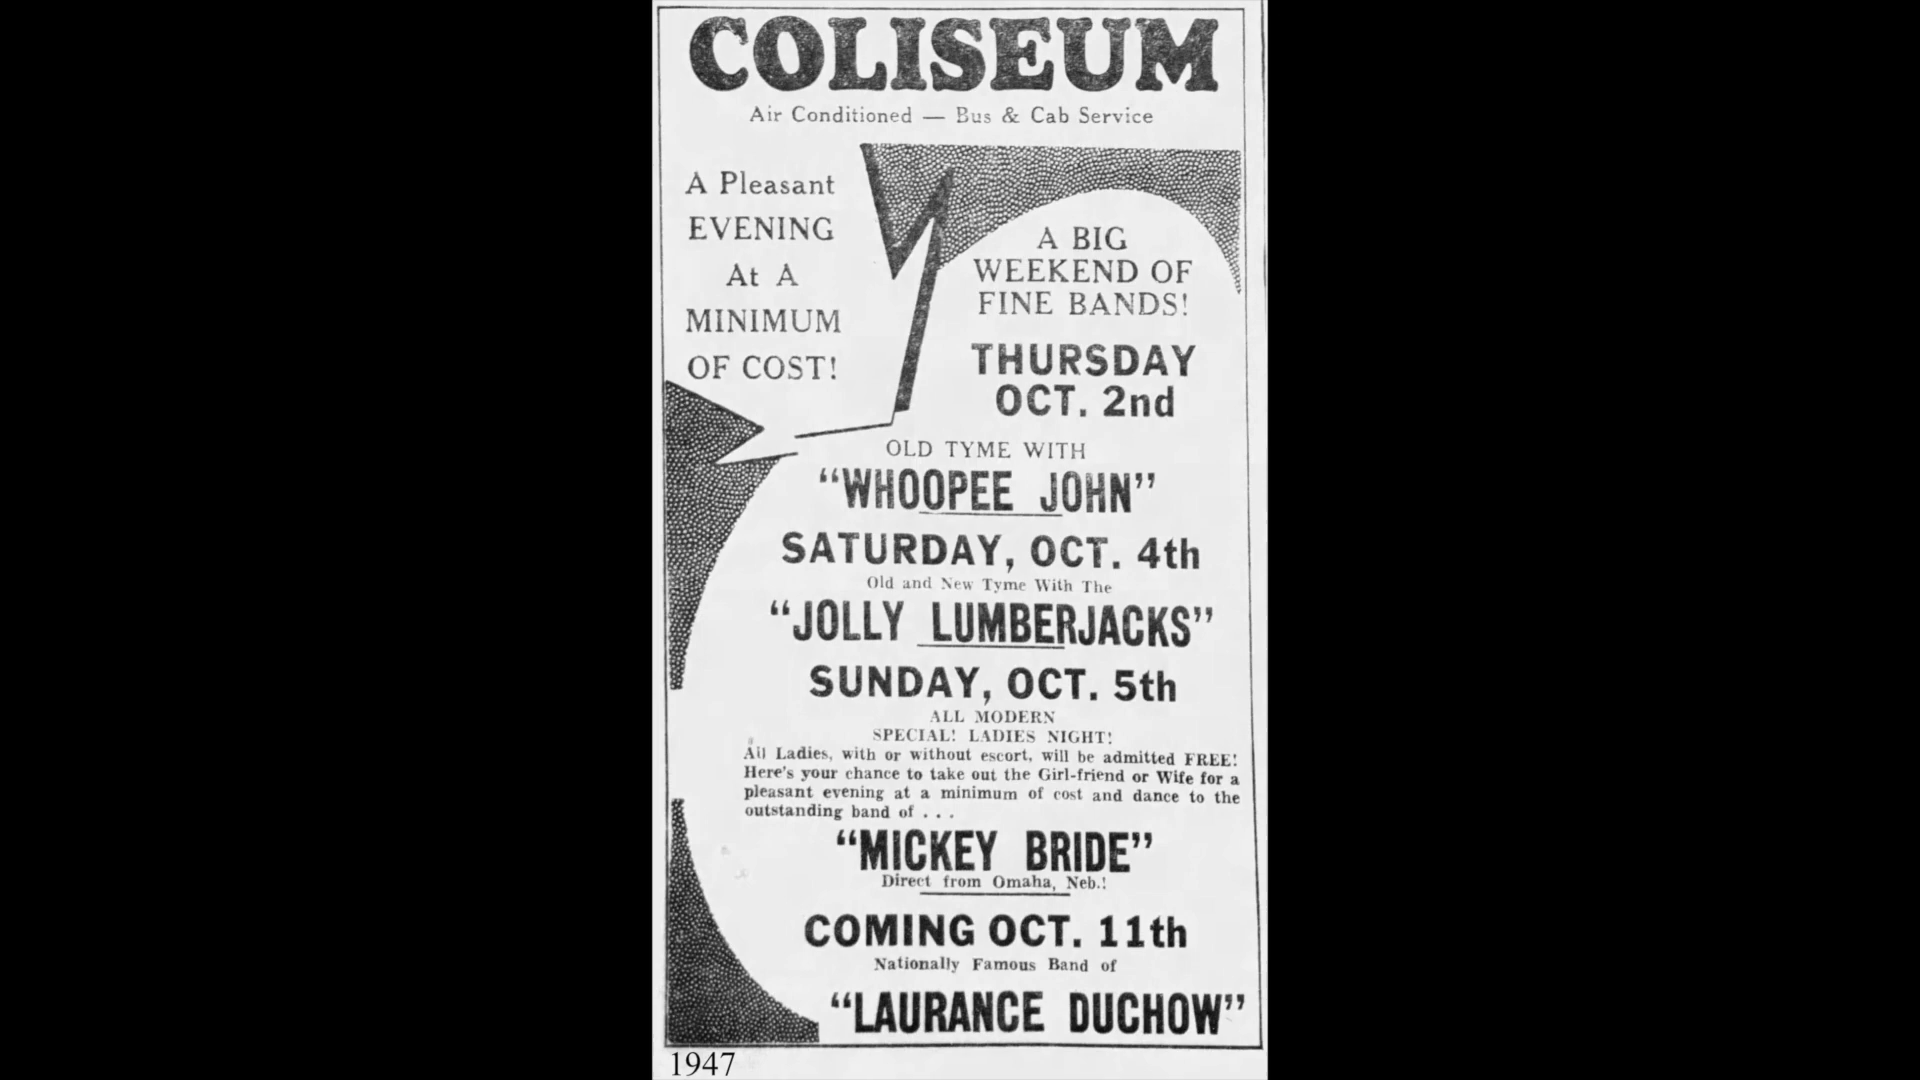 COLISEUM
Air Conditioned — Bus & Cab Service
A Pleasant
EVENING
At A
MINIMUM
OF COST!
A BIG
WEEKEND OF
FINE BANDS!
THURSDAY
OCT. 2nd
OLD TYME WITH
“WHOOPEE JOHN”
SATURDAY, OCT. 4th
Old and New Tyme With The
“JOLLY LUMBERJACKS”
SUNDAY, OCT. 5th
ALL MODERN
SPECIAL! LADIES NIGHT!
All Ladies, with or without escort, will be admitted FREE!
Here's your chance to take out the Girl-friend or Wife for a
pleasant evening at a minimum of cost and dance to the
outstanding band of . . .
“MICKEY BRIDE”
Direct from Omaha, Neb.!
COMING OCT. 11th
Nationally Famous Band of
“LAURANCE DUCHOW”
1947